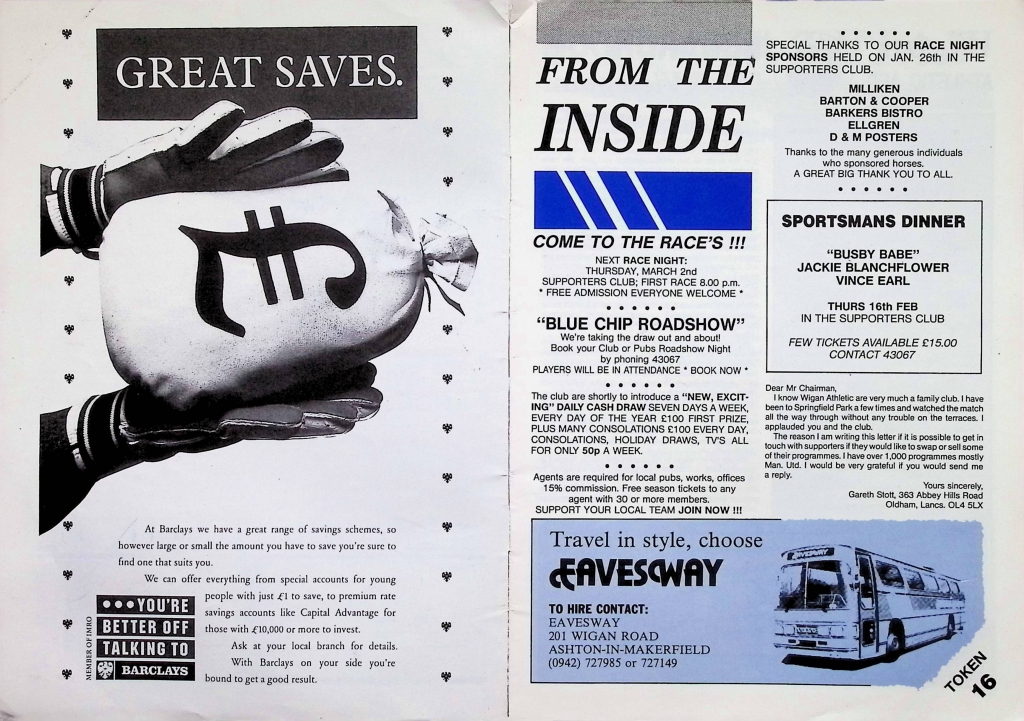 GREAT SAVES.
£
At Barclays we have a great range of savings schemes, so
however large or small the amount you have to save you're sure to
find one that suits you.
We can offer everything from special accounts for young
people with just £1 to save, to premium rate
savings accounts like Capital Advantage for
those with £10,000 or more to invest.
Ask at your local branch for details.
With Barclays on your side you're
bound to get a good result.
MEMBER OF IMRO
•••YOU'RE
BETTER OFF
TALKING TO
BARCLAYS
FROM THE
INSIDE
COME TO THE RACE'S !!!
NEXT RACE NIGHT:
THURSDAY, MARCH 2nd
SUPPORTERS CLUB; FIRST RACE 8.00 p.m.
* FREE ADMISSION EVERYONE WELCOME *
• • • • • •
"BLUE CHIP ROADSHOW"
We're taking the draw out and about!
Book your Club or Pubs Roadshow Night
by phoning 43067
PLAYERS WILL BE IN ATTENDANCE * BOOK NOW *
• • • • • •
The club are shortly to introduce a "NEW, EXCIT-
ING" DAILY CASH DRAW SEVEN DAYS A WEEK,
EVERY DAY OF THE YEAR £100 FIRST PRIZE,
PLUS MANY CONSOLATIONS £100 EVERY DAY,
CONSOLATIONS, HOLIDAY DRAWS, TV'S ALL
FOR ONLY 50p A WEEK.
• • • • • •
Agents are required for local pubs, works, offices
15% commission. Free season tickets to any
agent with 30 or more members.
SUPPORT YOUR LOCAL TEAM JOIN NOW !!!
• • • • • •
SPECIAL THANKS TO OUR RACE NIGHT
SPONSORS HELD ON JAN. 26th IN THE
SUPPORTERS CLUB.
MILLIKEN
BARTON & COOPER
BARKERS BISTRO
ELLGREN
D & M POSTERS
Thanks to the many generous individuals
who sponsored horses.
A GREAT BIG THANK YOU TO ALL.
• • • • • •
SPORTSMANS DINNER
"BUSBY BABE"
JACKIE BLANCHFLOWER
VINCE EARL
THURS 16th FEB
IN THE SUPPORTERS CLUB
FEW TICKETS AVAILABLE £15.00
CONTACT 43067
Dear Mr Chairman,
I know Wigan Athletic are very much a family club. I have
been to Springfield Park a few times and watched the match
all the way through without any trouble on the terraces. I
applauded you and the club.
The reason I am writing this letter if it is possible to get in
touch with supporters if they would like to swap or sell some
of their programmes. I have over 1,000 programmes mostly
Man. Utd. I would be very grateful if you would send me
a reply.
Yours sincerely,
Gareth Stott, 363 Abbey Hills Road
Oldham, Lancs. OL4 5LX
Travel in style, choose
EAVESWAY
TO HIRE CONTACT:
EAVESWAY
201 WIGAN ROAD
ASHTON-IN-MAKERFIELD
(0942) 727985 or 727149
EAVESWAY
TOKEN
16